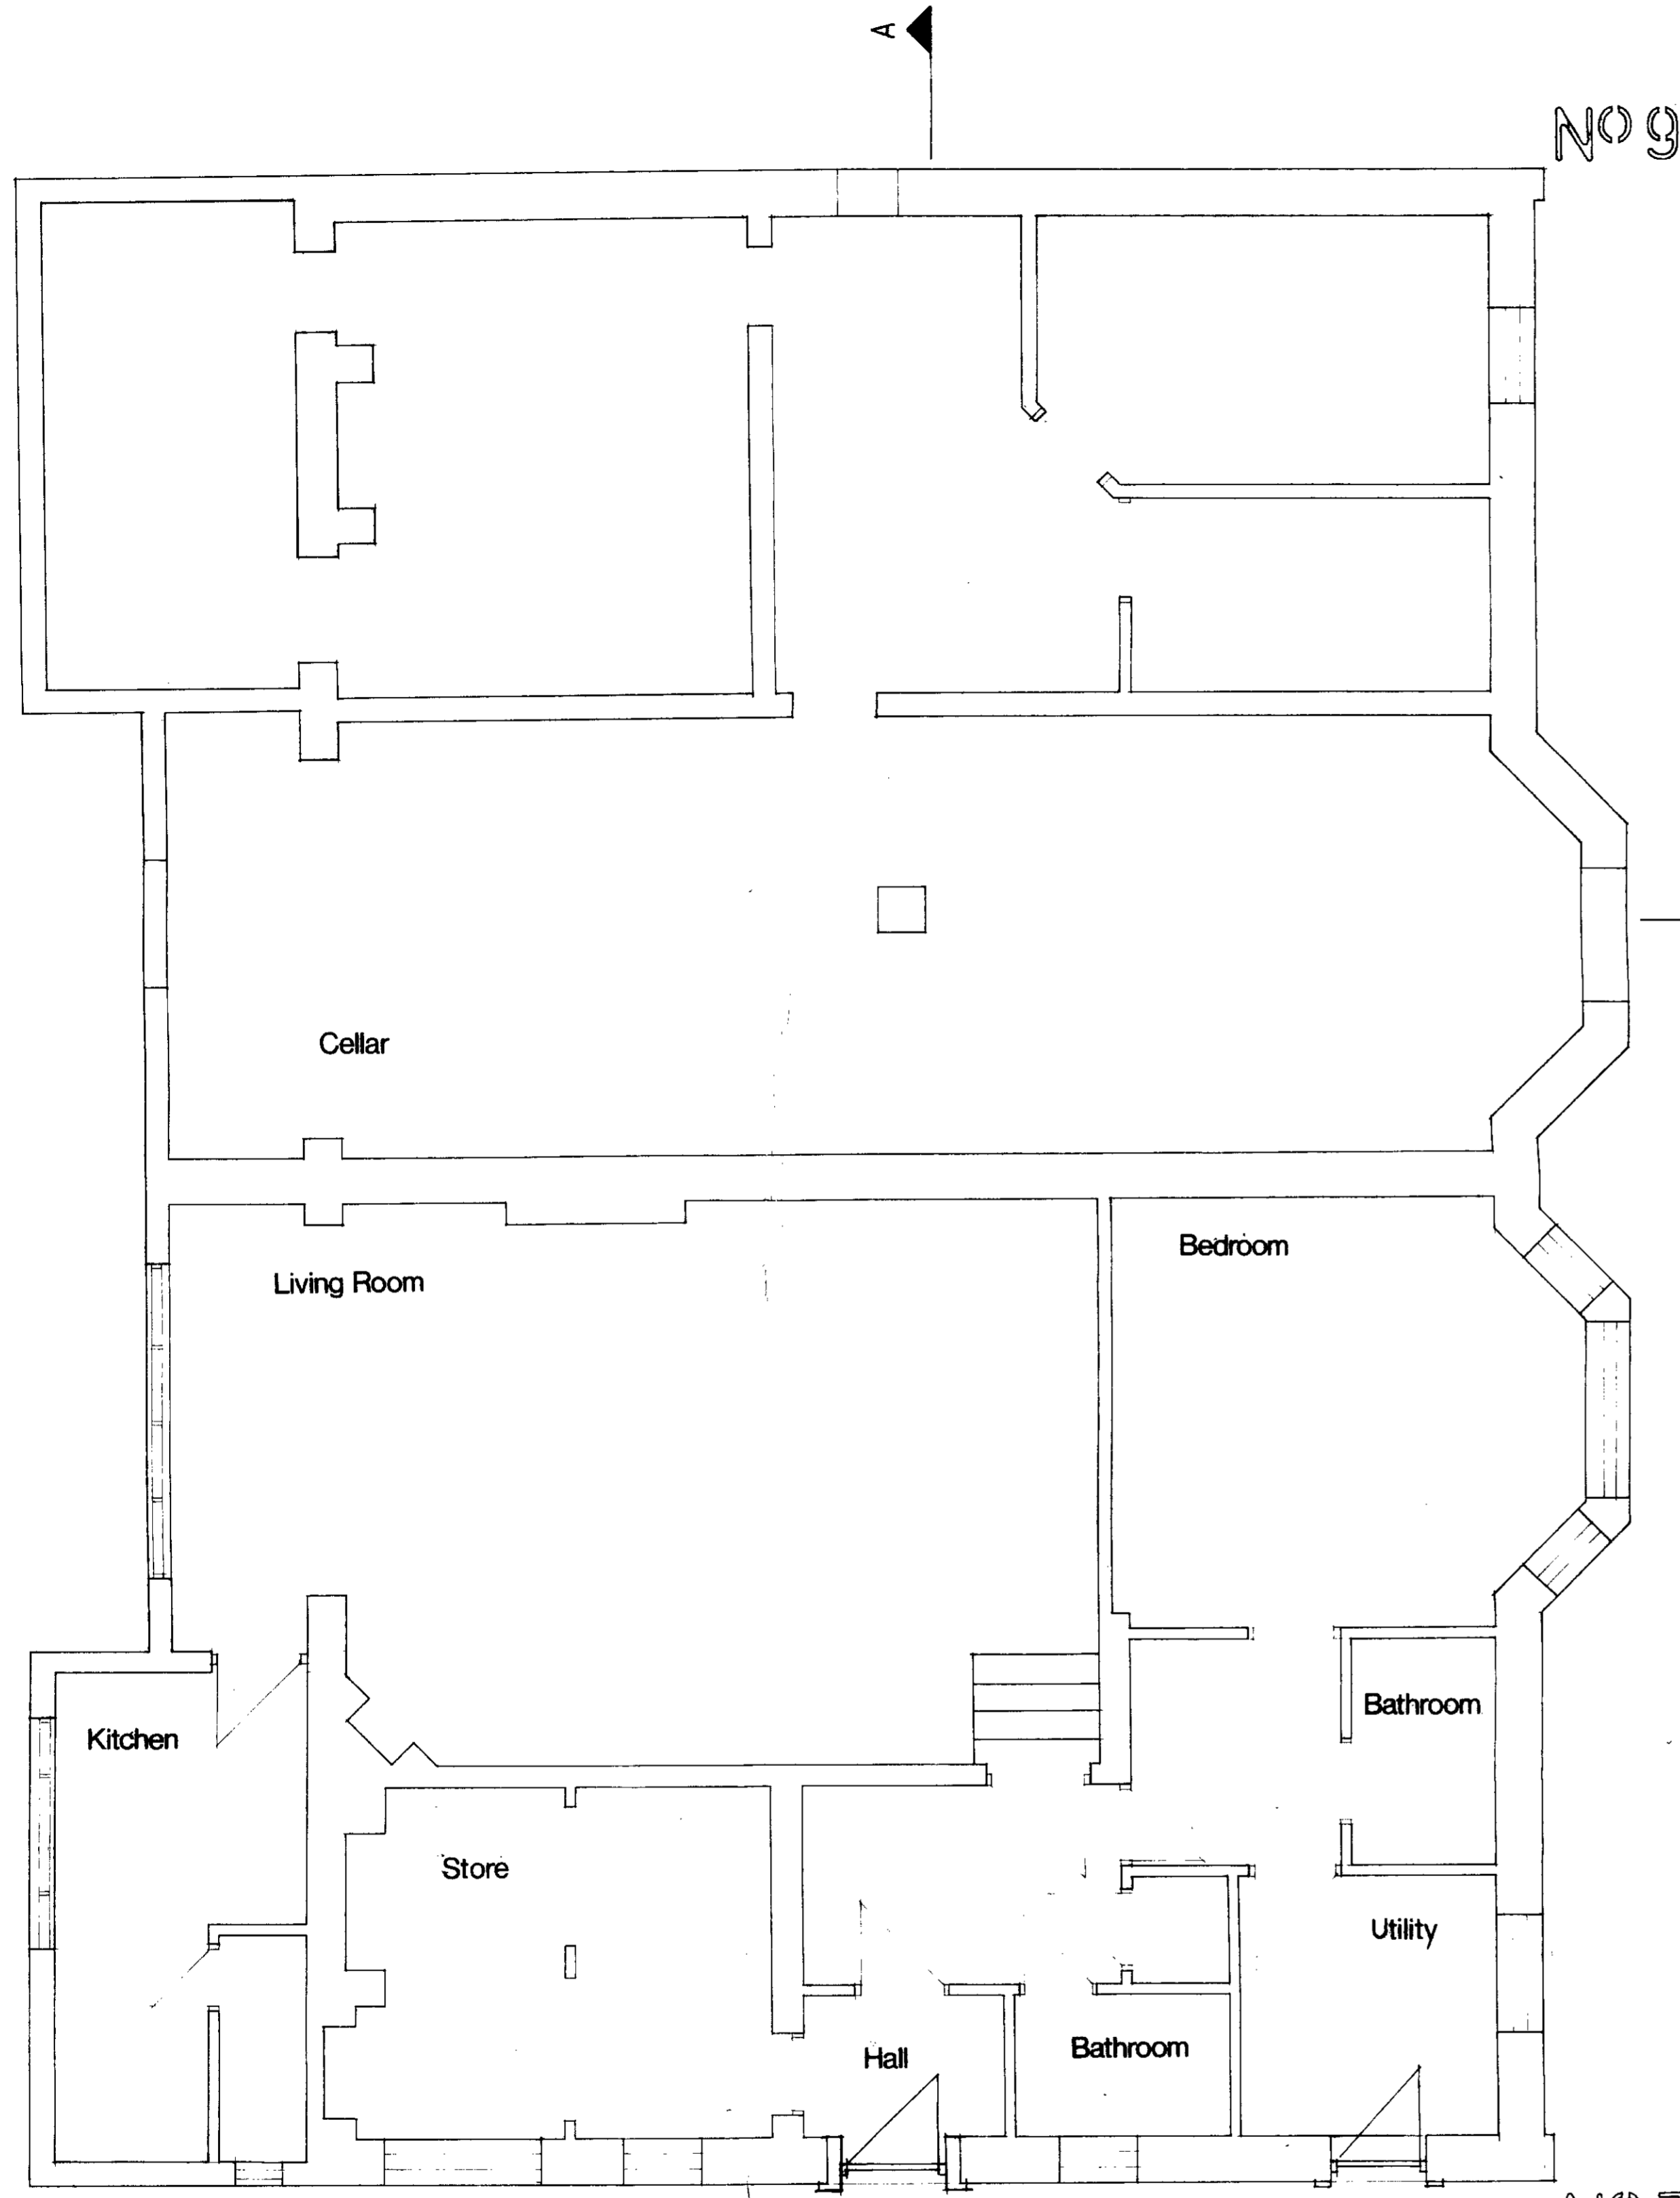 A
Nº 9
Cellar
Bedroom
Living Room
Bathroom
Kitchen
Store
Utility
Bathroom
Hall